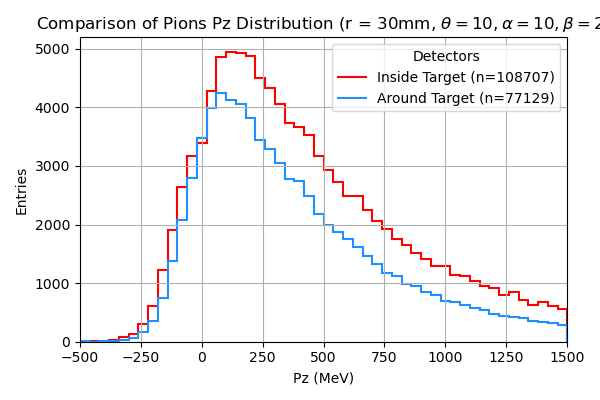 Comparison of Pions Pz Distribution (r = 30mm, θ = 10, α = 10, β = 2
Detectors
Inside Target (n=108707)
Around Target (n=77129)
Entries
5000
4000
3000
2000
1000
0
−500 −250 0 250 500 750 1000 1250 1500
Pz (MeV)